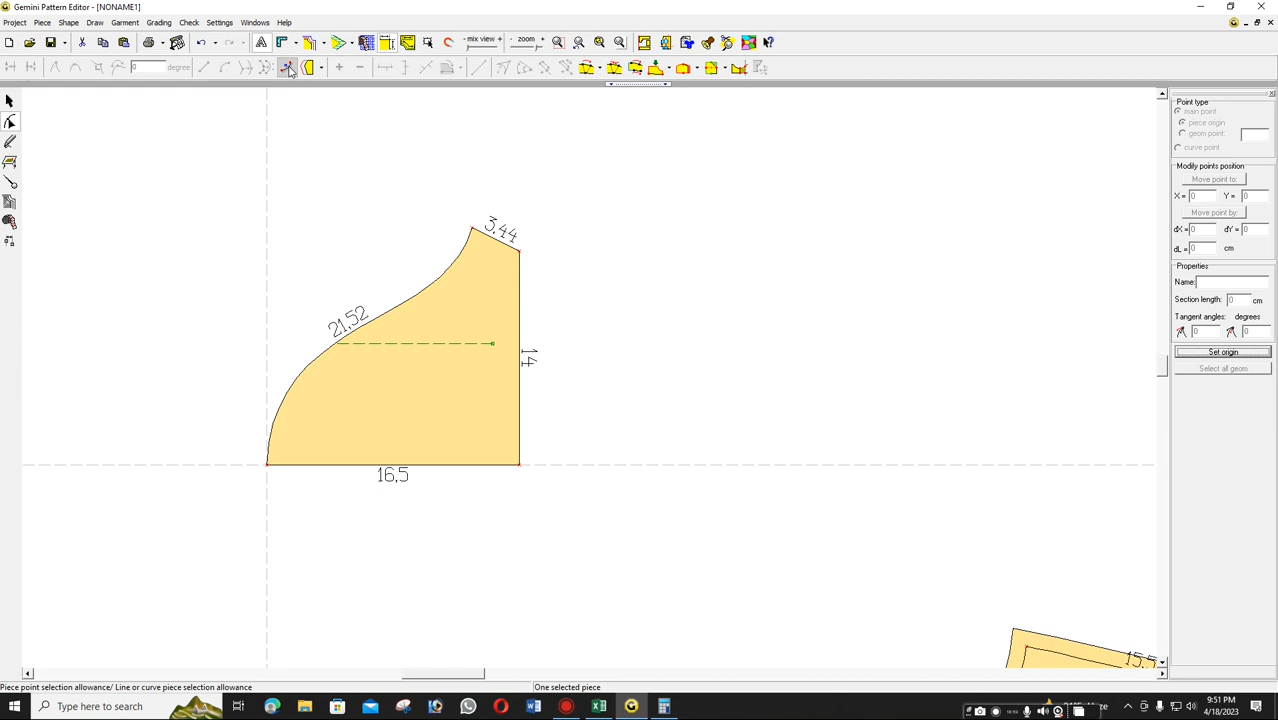 Gemini Pattern Editor - [NONAME1]
Project Piece Shape Draw Garment Grading Check Settings Windows Help
mix view
zoom
0 degree
Point type
main point
piece origin
geom point:
curve point
Modify points position
Move point to:
X = 0 Y = 0
Move point by:
dX = 0 dY = 0
dL = 0 cm
Properties
Name:
Section length: 0 cm
Tangent angles: degrees
0 0
Set origin
Select all geom
3,44
21,52
14
16,5
Piece point selection allowance/ Line or curve piece selection allowance
One selected piece
Type here to search
9:51 PM
4/18/2023